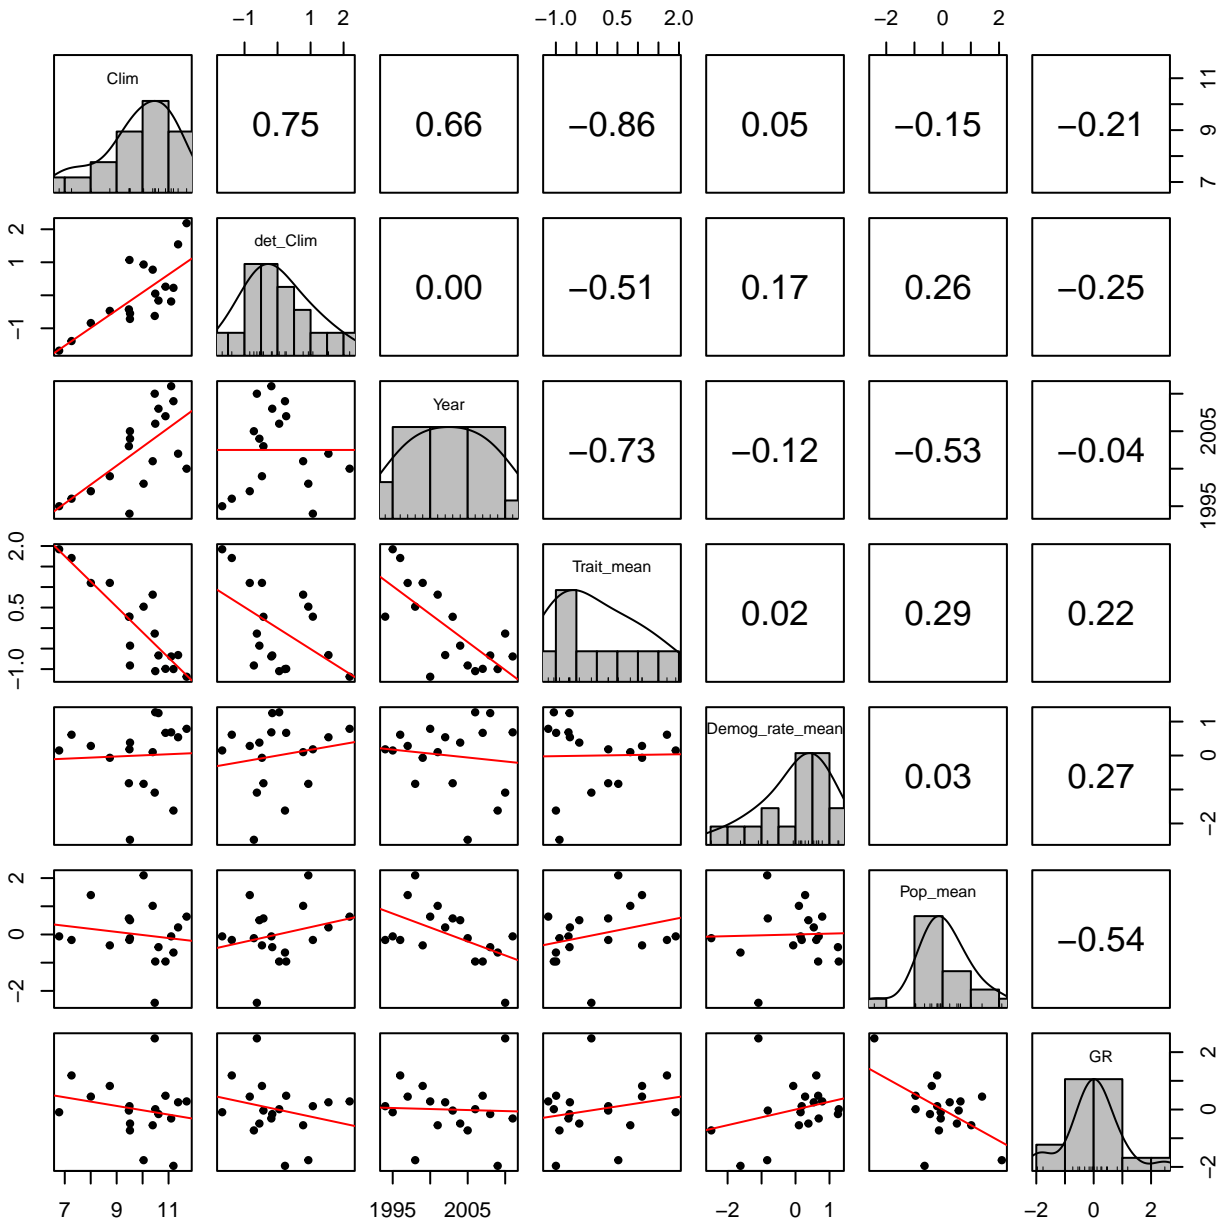 −1 1 2 −1.0 0.5 2.0 −2 0 2
Clim 0.75 0.66 −0.86 0.05 −0.15 −0.21 7 9 11
−1 1 2 det_Clim 0.00 −0.51 0.17 0.26 −0.25
Year −0.73 −0.12 −0.53 −0.04 1995 2005
−1.0 0.5 2.0 Trait_mean 0.02 0.29 0.22
Demog_rate_mean 0.03 0.27 −2 0 1
−2 0 2 Pop_mean −0.54
GR −2 0 2
7 9 11 1995 2005 −2 0 1 −2 0 2